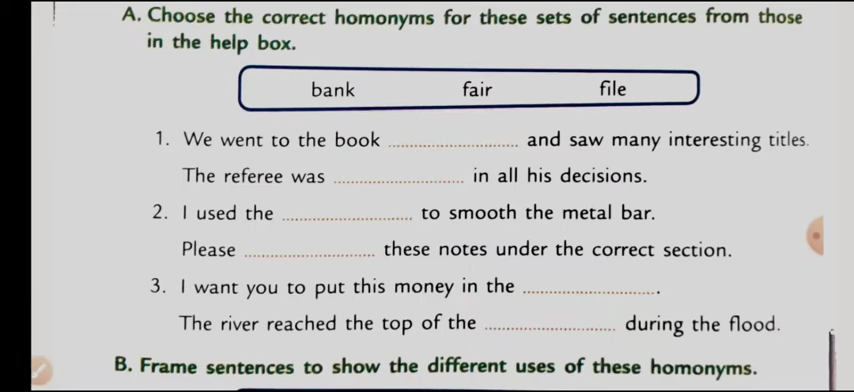 A. Choose the correct homonyms for these sets of sentences from those
in the help box.
bank fair file
1. We went to the book ........................... and saw many interesting titles.
The referee was ........................... in all his decisions.
2. I used the ........................... to smooth the metal bar.
Please ........................... these notes under the correct section.
3. I want you to put this money in the ............................
The river reached the top of the ........................... during the flood.
B. Frame sentences to show the different uses of these homonyms.